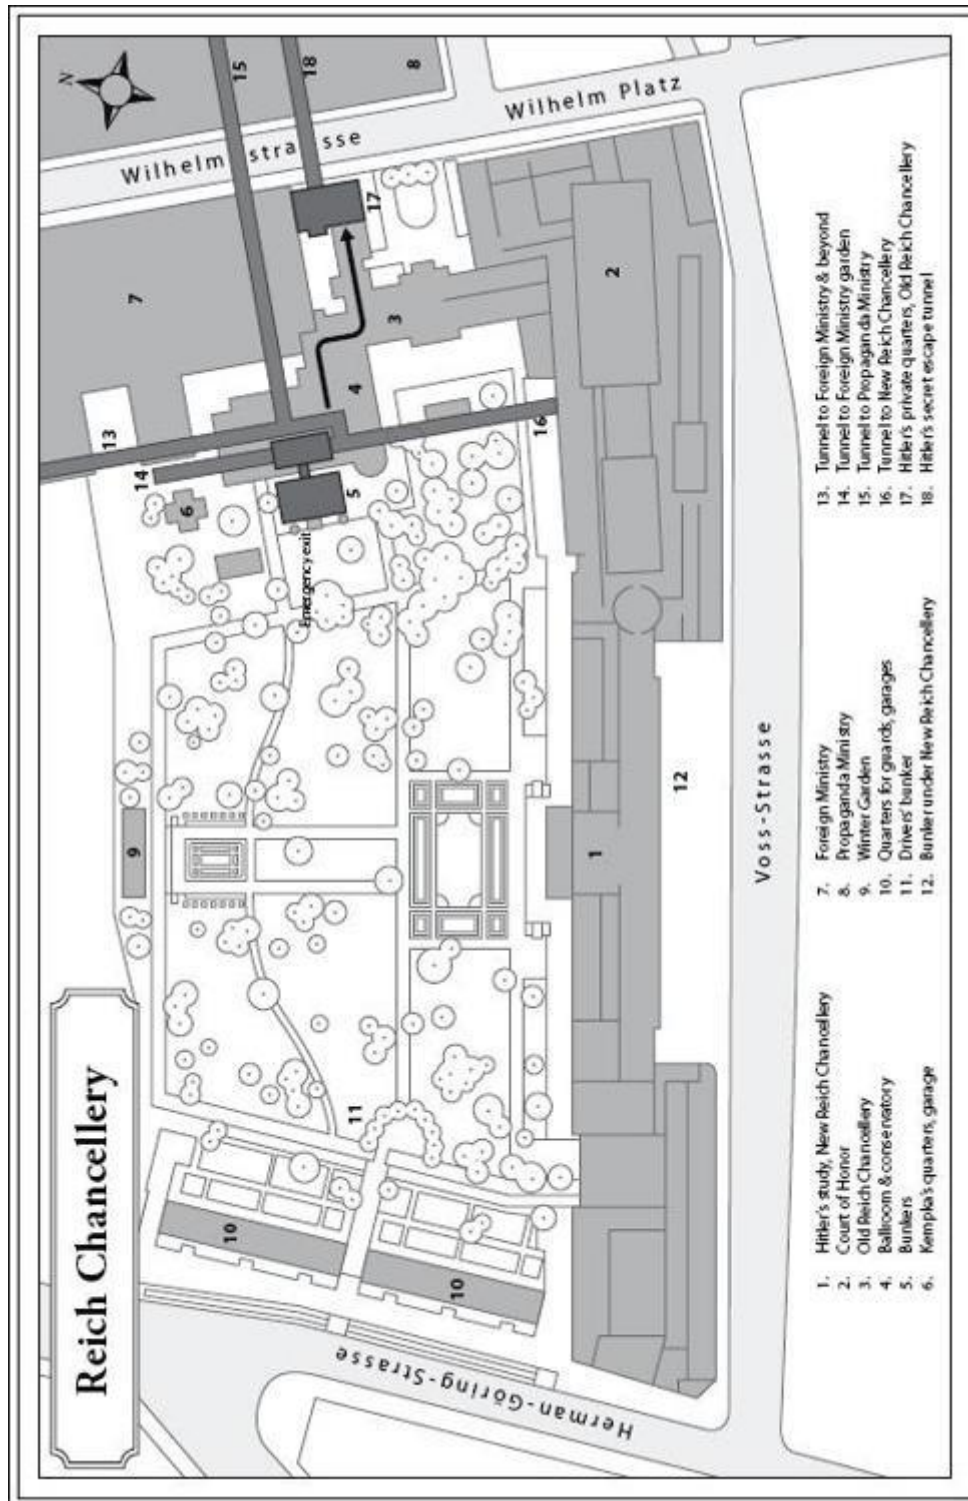 Reich Chancellery
N
15
18
8
Wilhelm strasse
Wilhelm Platz
7
17
2
3
4
13
14
6
5
16
Emergency exit
9
1
12
Voss-Strasse
11
10
10
Herman-Göring-Strasse
1. Hitler's study, New Reich Chancellery
2. Court of Honor
3. Old Reich Chancellery
4. Ballroom & conservatory
5. Bunkers
6. Kempka's quarters, garage
7. Foreign Ministry
8. Propaganda Ministry
9. Winter Garden
10. Quarters for guards, garages
11. Drivers' bunker
12. Bunker under New Reich Chancellery
13. Tunnel to Foreign Ministry & beyond
14. Tunnel to Foreign Ministry garden
15. Tunnel to Propaganda Ministry
16. Tunnel to New Reich Chancellery
17. Hitler's private quarters, Old Reich Chancellery
18. Hitler's secret escape tunnel